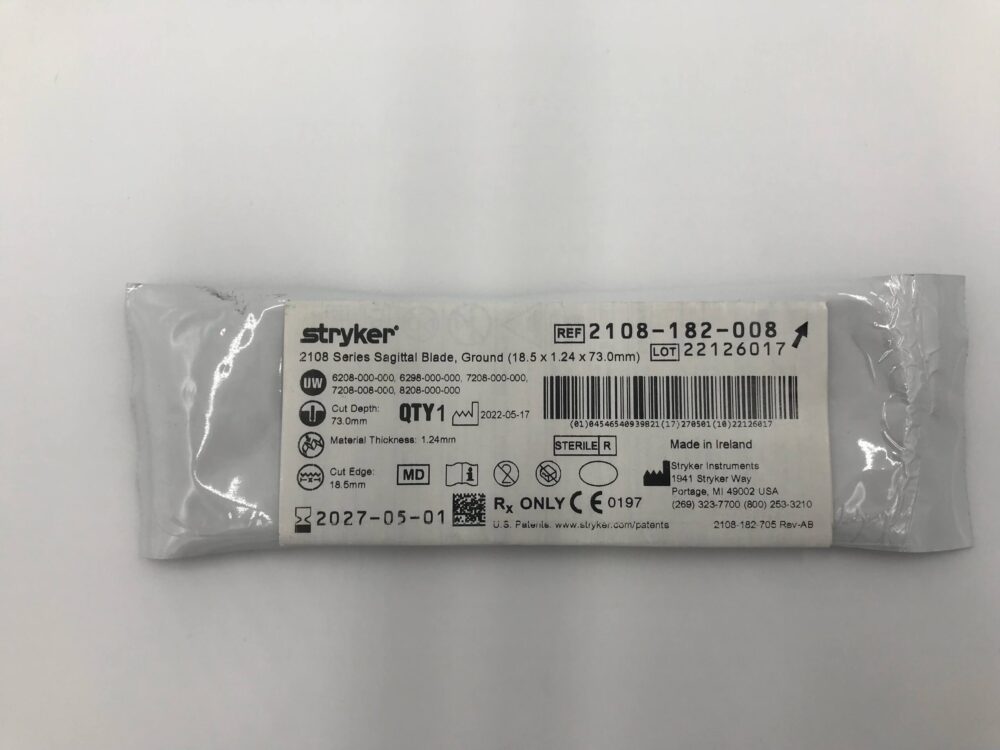 stryker®
REF 2108-182-008
2108 Series Sagittal Blade, Ground (18.5 x 1.24 x 73.0mm)
LOT 22126017
UW 6208-000-000, 6298-000-000, 7208-000-000,
7208-008-000, 8208-000-000
Cut Depth:
73.0mm
QTY 1
2022-05-17
(01)04546540939821(17)270501(10)22126017
Material Thickness: 1.24mm
STERILE R
Made in Ireland
Cut Edge:
18.5mm
MD
Stryker Instruments
1941 Stryker Way
Portage, MI 49002 USA
(269) 323-7700 (800) 253-3210
2027-05-01
Rx ONLY CE 0197
U.S. Patents. www.stryker.com/patents
2108-182-705 Rev-AB